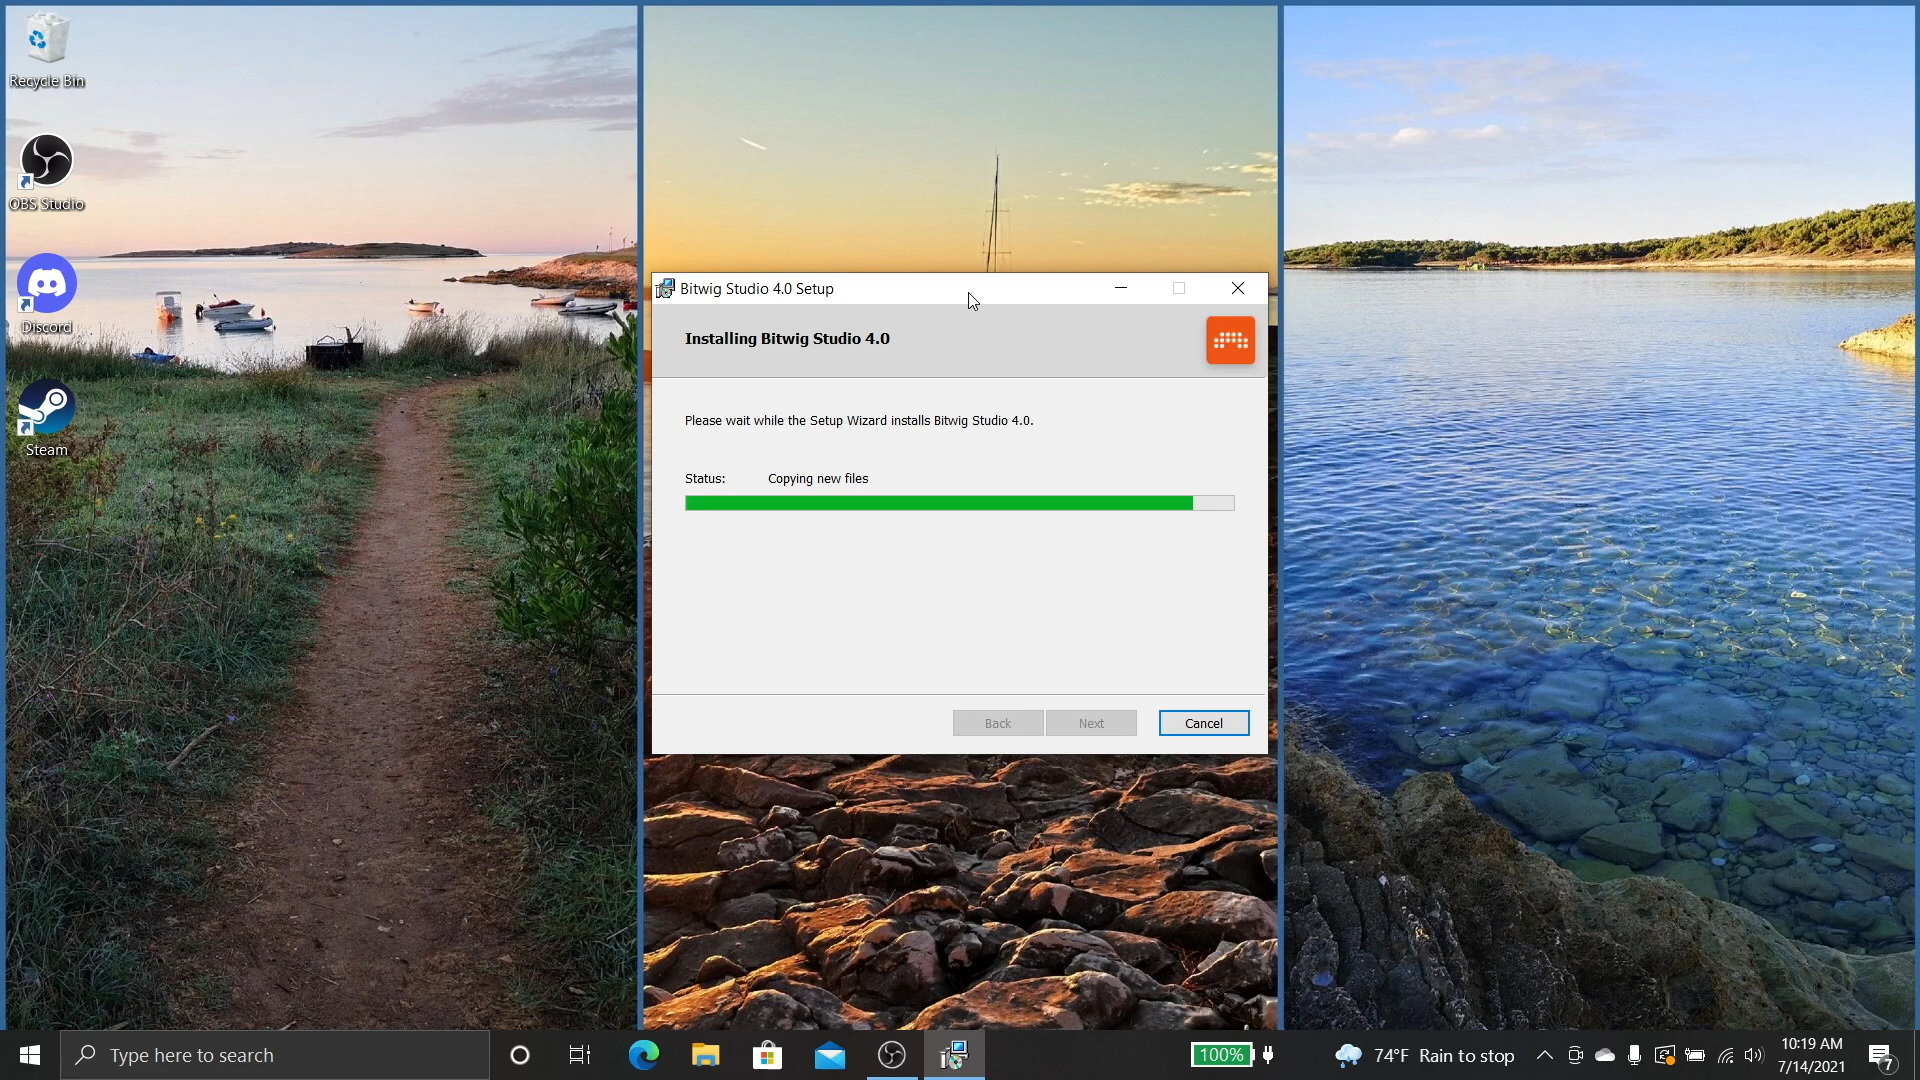 Recycle Bin
OBS Studio
Discord
Steam
Bitwig Studio 4.0 Setup
Installing Bitwig Studio 4.0
Please wait while the Setup Wizard installs Bitwig Studio 4.0.
Status: Copying new files
Back Next Cancel
Type here to search
100%
74°F Rain to stop
10:19 AM
7/14/2021
7